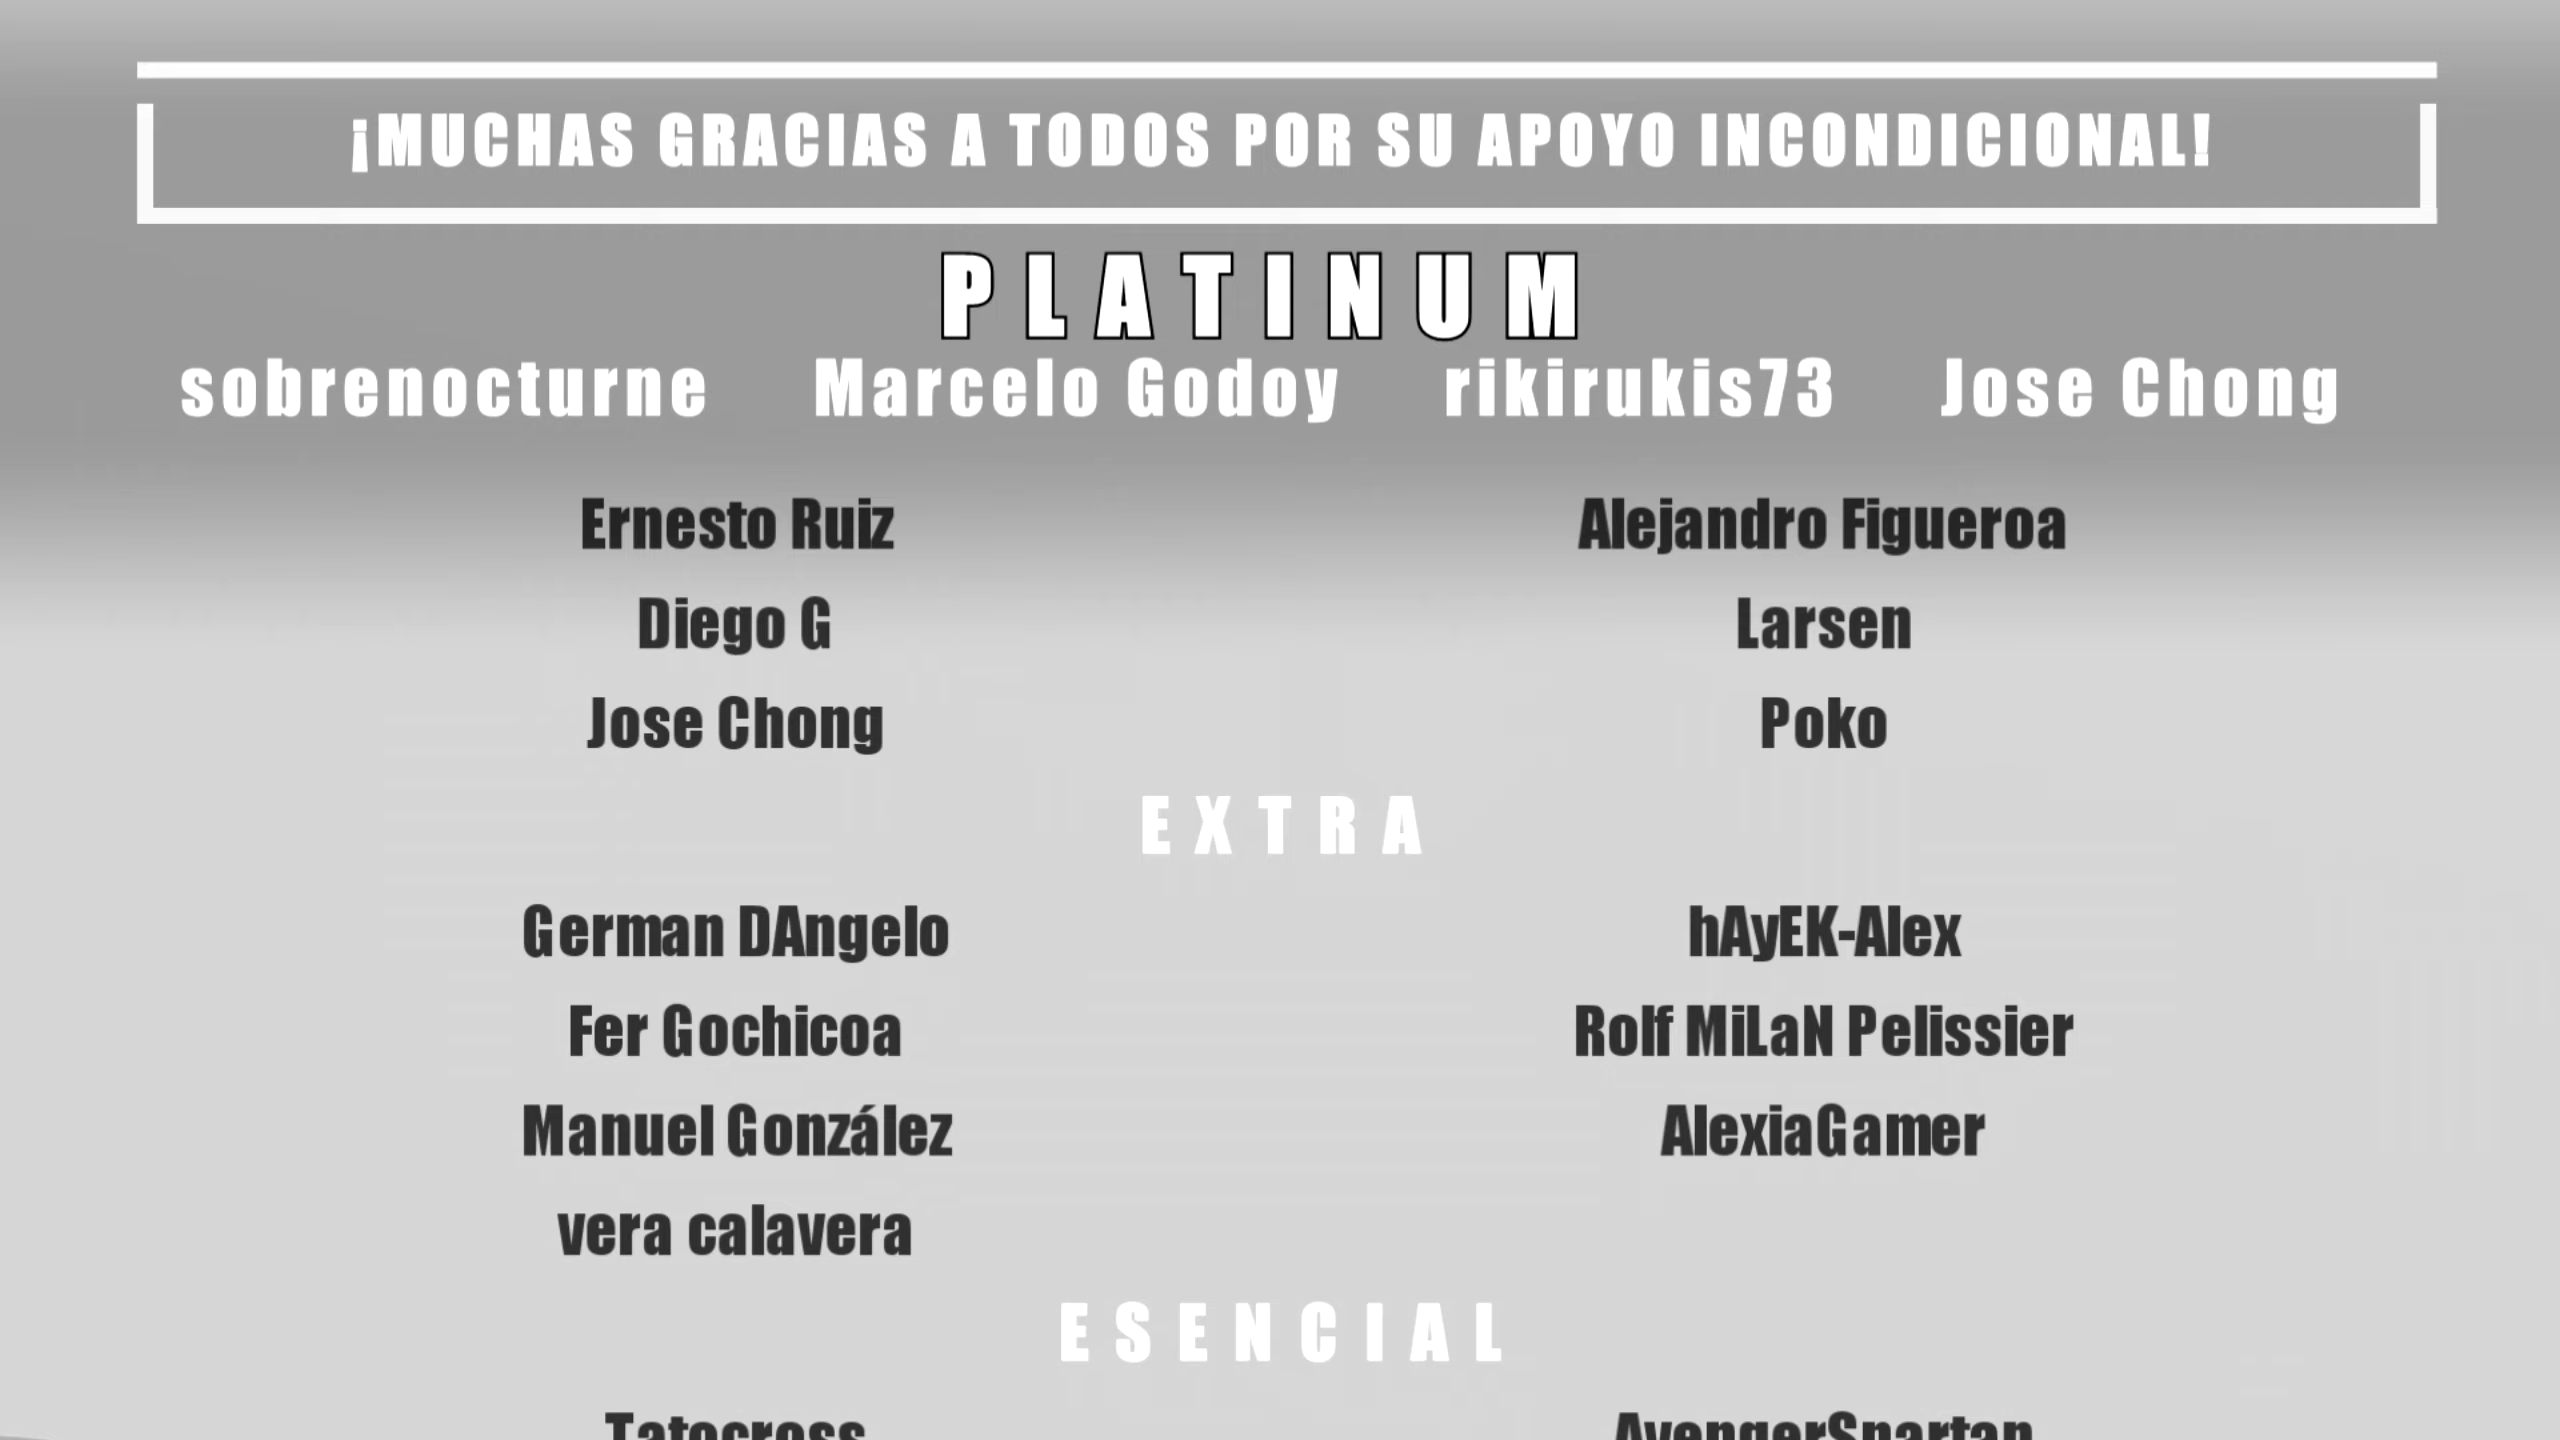 ¡MUCHAS GRACIAS A TODOS POR SU APOYO INCONDICIONAL!
PLATINUM
sobrenocturne Marcelo Godoy rikirukis73 Jose Chong
Ernesto Ruiz Alejandro Figueroa
Diego G Larsen
Jose Chong Poko
EXTRA
German DAngelo hAyEK-Alex
Fer Gochicoa Rolf MiLaN Pelissier
Manuel González AlexiaGamer
vera calavera
ESENCIAL
Tatocross AvengerSpartan